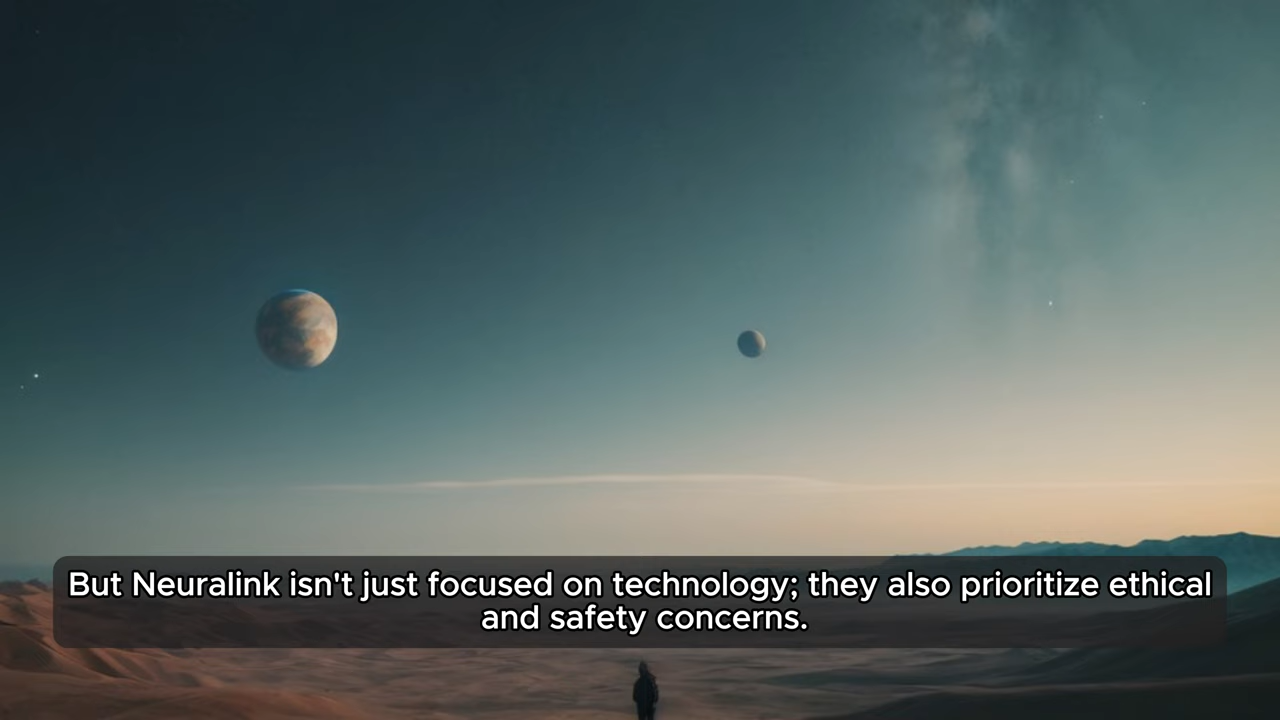 But Neuralink isn't just focused on technology; they also prioritize ethical
and safety concerns.